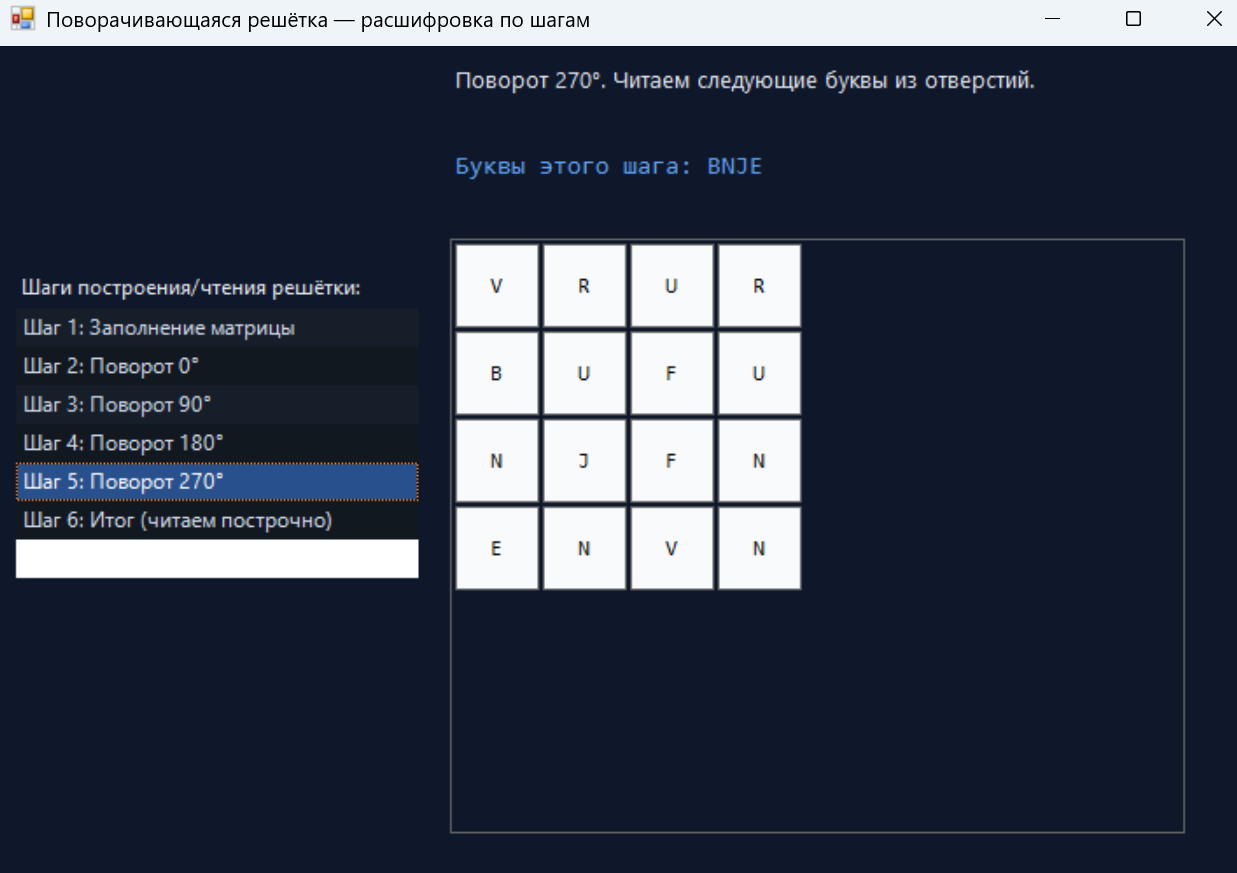 Поворачивающаяся решётка — расшифровка по шагам
Поворот 270°. Читаем следующие буквы из отверстий.
Буквы этого шага: BNJE
Шаги построения/чтения решётки:
Шаг 1: Заполнение матрицы
Шаг 2: Поворот 0°
Шаг 3: Поворот 90°
Шаг 4: Поворот 180°
Шаг 5: Поворот 270°
Шаг 6: Итог (читаем построчно)
V R U R
B U F U
N J F N
E N V N